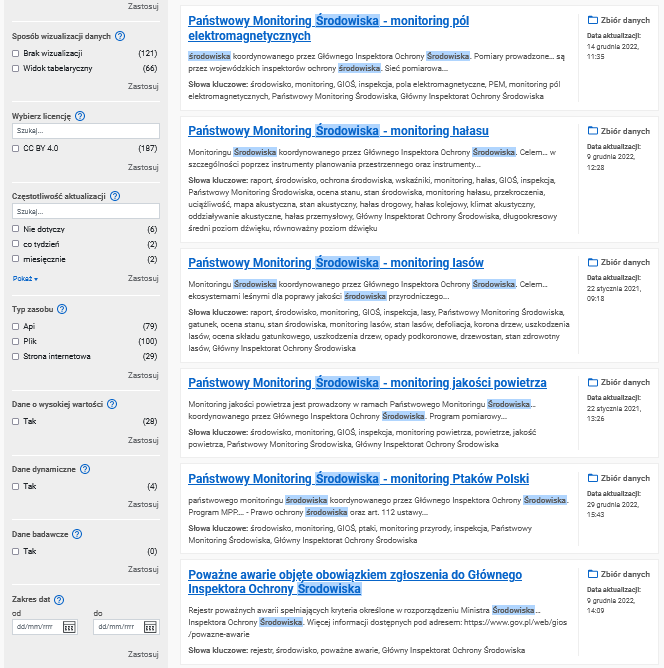 Zastosuj
Sposób wizualizacji danych ?
Brak wizualizacji (121)
Widok tabelaryczny (66)
Zastosuj
Wybierz licencję ?
Szukaj...
CC BY 4.0 (187)
Zastosuj
Częstotliwość aktualizacji ?
Szukaj...
Nie dotyczy (6)
co tydzień (2)
miesięcznie (2)
Pokaż
Zastosuj
Typ zasobu ?
Api (79)
Plik (100)
Strona internetowa (29)
Zastosuj
Dane o wysokiej wartości ?
Tak (28)
Zastosuj
Dane dynamiczne ?
Tak (4)
Zastosuj
Dane badawcze ?
Tak (0)
Zastosuj
Zakres dat ?
od do
dd/mm/rrrr dd/mm/rrrr
Zastosuj
Państwowy Monitoring Środowiska - monitoring pól
elektromagnetycznych
środowiska koordynowanego przez Głównego Inspektora Ochrony Środowiska. Pomiary prowadzone... są
przez wojewódzkich inspektorów ochrony środowiska. Sieć pomiarowa...
Słowa kluczowe: środowisko, monitoring, GIOŚ, inspekcja, pola elektromagnetyczne, PEM, monitoring pól
elektromagnetycznych, Państwowy Monitoring Środowiska, Główny Inspektorat Ochrony Środowiska
Zbiór danych
Data aktualizacji:
14 grudnia 2022,
11:35
Państwowy Monitoring Środowiska - monitoring hałasu
Monitoringu Środowiska koordynowanego przez Głównego Inspektora Ochrony Środowiska. Celem... w
szczególności poprzez instrumenty planowania przestrzennego oraz instrumenty...
Słowa kluczowe: raport, środowisko, ochrona środowiska, wskaźniki, monitoring, hałas, GIOŚ, inspekcja,
Państwowy Monitoring Środowiska, ocena stanu, stan środowiska, monitoring hałasu, przekroczenia,
uciążliwość, mapa akustyczna, stan akustyczny, hałas drogowy, hałas kolejowy, klimat akustyczny,
oddziaływanie akustyczne, hałas przemysłowy, Główny Inspektorat Ochrony Środowiska, długookresowy
średni poziom dźwięku, równoważny poziom dźwięku
Zbiór danych
Data aktualizacji:
9 grudnia 2022,
12:28
Państwowy Monitoring Środowiska - monitoring lasów
Monitoringu Środowiska koordynowanego przez Głównego Inspektora Ochrony Środowiska. Celem...
ekosystemami leśnymi dla poprawy jakości środowiska przyrodniczego...
Słowa kluczowe: raport, środowisko, monitoring, GIOŚ, inspekcja, lasy, Państwowy Monitoring Środowiska,
gatunek, ocena stanu, stan środowiska, monitoring lasów, stan lasów, defoliacja, korona drzew, uszkodzenia
lasów, ocena składu gatunkowego, uszkodzenia drzew, opady podkoronowe, drzewostan, stan zdrowotny
lasów, Główny Inspektorat Ochrony Środowiska
Zbiór danych
Data aktualizacji:
22 stycznia 2021,
09:18
Państwowy Monitoring Środowiska - monitoring jakości powietrza
Monitoring jakości powietrza jest prowadzony w ramach Państwowego Monitoringu Środowiska...
koordynowanego przez Głównego Inspektora Ochrony Środowiska. Program pomiarowy...
Słowa kluczowe: środowisko, monitoring, GIOŚ, inspekcja, monitoring powietrza, powietrze, jakość
powietrza, Państwowy Monitoring Środowiska, Główny Inspektorat Ochrony Środowiska
Zbiór danych
Data aktualizacji:
22 stycznia 2021,
13:26
Państwowy Monitoring Środowiska - monitoring Ptaków Polski
państwowego monitoringu środowiska koordynowanego przez Głównego Inspektora Ochrony Środowiska.
Program MPP.... - Prawo ochrony środowiska oraz art. 112 ustawy...
Słowa kluczowe: środowisko, monitoring, GIOŚ, ptaki, monitoring przyrody, inspekcja, Państwowy
Monitoring Środowiska, Główny Inspektorat Ochrony Środowiska
Zbiór danych
Data aktualizacji:
29 grudnia 2022,
15:43
Poważne awarie objęte obowiązkiem zgłoszenia do Głównego
Inspektora Ochrony Środowiska
Rejestr poważnych awarii spełniających kryteria określone w rozporządzeniu Ministra Środowiska...
Inspektora Ochrony Środowiska. Więcej informacji dostępnych pod adresem: https://www.gov.pl/web/gios
/powazne-awarie
Słowa kluczowe: rejestr, środowisko, poważne awarie, Główny Inspektorat Ochrony Środowiska
Zbiór danych
Data aktualizacji:
9 grudnia 2022,
14:09